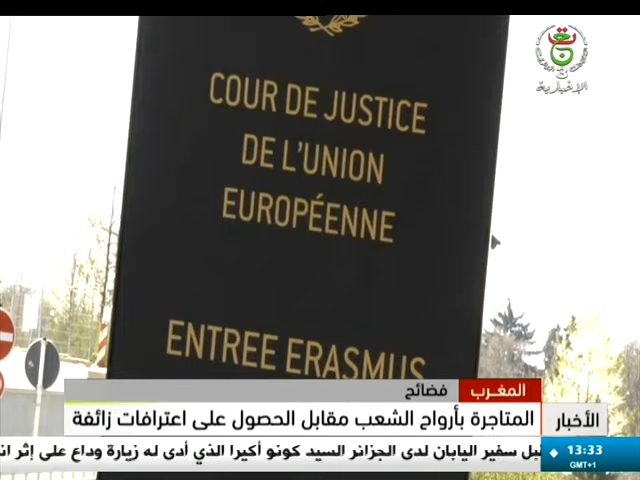 COUR DE JUSTICE
DE L'UNION
EUROPÉENNE
ENTREE ERASMUS
الإخبارية
المغرب فضائح
الأخبار المتاجرة بأرواح الشعب مقابل الحصول على اعترافات زائفة
13:33 سفير اليابان لدى الجزائر السيد كونو أكيرا الذي أدى له زيارة وداع على إثر
GMT+1